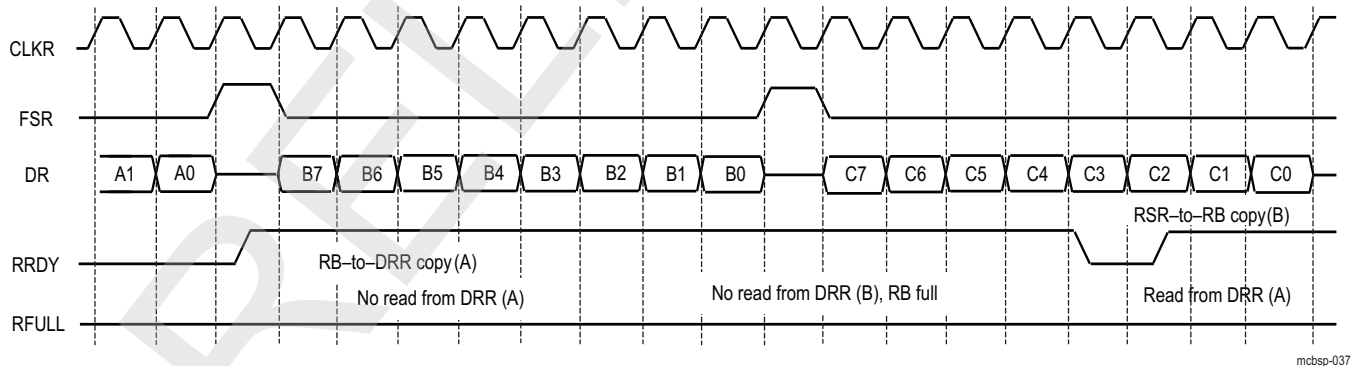 CLKR
FSR
DR A1 A0 B7 B6 B5 B4 B3 B2 B1 B0 C7 C6 C5 C4 C3 C2 C1 C0
RSR–to–RB copy(B)
RRDY RB–to–DRR copy(A)
No read from DRR (A) No read from DRR (B), RB full Read from DRR (A)
RFULL
mcbsp-037